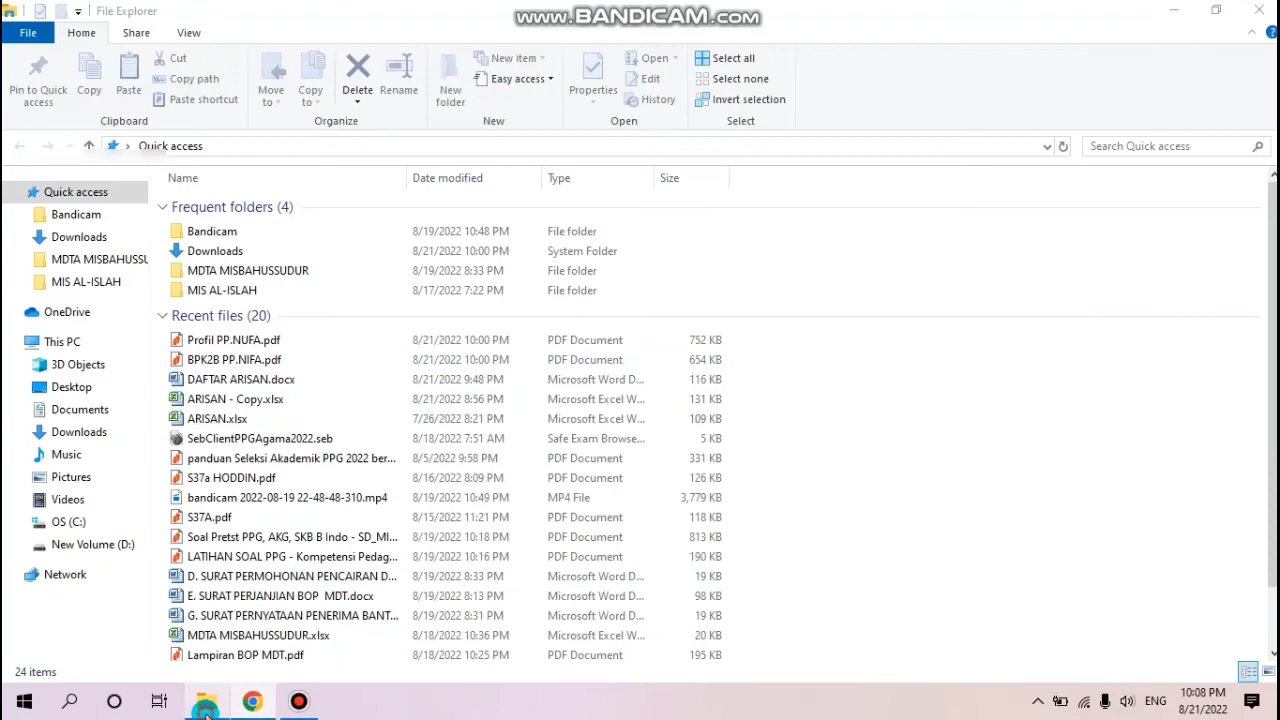 File Explorer
www.BANDICAM.COM
File Home Share View
Pin to Quick access
Copy
Paste
Cut
Copy path
Paste shortcut
Clipboard
Move to
Copy to
Delete
Rename
Organize
New folder
New item
Easy access
New
Properties
Open
Edit
History
Open
Select all
Select none
Invert selection
Select
Quick access
Search Quick access
Name Date modified Type Size
Quick access
Bandicam
Downloads
MDTA MISBAHUSSU
MIS AL-ISLAH
OneDrive
This PC
3D Objects
Desktop
Documents
Downloads
Music
Pictures
Videos
OS (C:)
New Volume (D:)
Network
Frequent folders (4)
Bandicam 8/19/2022 10:48 PM File folder
Downloads 8/21/2022 10:00 PM System Folder
MDTA MISBAHUSSUDUR 8/19/2022 8:33 PM File folder
MIS AL-ISLAH 8/17/2022 7:22 PM File folder
Recent files (20)
Profil PP.NUFA.pdf 8/21/2022 10:00 PM PDF Document 752 KB
BPK2B PP.NIFA.pdf 8/21/2022 10:00 PM PDF Document 654 KB
DAFTAR ARISAN.docx 8/21/2022 9:48 PM Microsoft Word D... 116 KB
ARISAN - Copy.xlsx 8/21/2022 8:56 PM Microsoft Excel W... 131 KB
ARISAN.xlsx 7/26/2022 8:21 PM Microsoft Excel W... 109 KB
SebClientPPGAgama2022.seb 8/18/2022 7:51 AM Safe Exam Browse... 5 KB
panduan Seleksi Akademik PPG 2022 ber... 8/5/2022 9:58 PM PDF Document 331 KB
S37a HODDIN.pdf 8/16/2022 8:09 PM PDF Document 126 KB
bandicam 2022-08-19 22-48-48-310.mp4 8/19/2022 10:49 PM MP4 File 3,779 KB
S37A.pdf 8/15/2022 11:21 PM PDF Document 118 KB
Soal Pretst PPG, AKG, SKB B Indo - SD_MI... 8/19/2022 10:18 PM PDF Document 813 KB
LATIHAN SOAL PPG - Kompetensi Pedag... 8/19/2022 10:16 PM PDF Document 190 KB
D. SURAT PERMOHONAN PENCAIRAN D... 8/19/2022 8:33 PM Microsoft Word D... 19 KB
E. SURAT PERJANJIAN BOP MDT.docx 8/19/2022 8:13 PM Microsoft Word D... 98 KB
G. SURAT PERNYATAAN PENERIMA BANT... 8/19/2022 8:31 PM Microsoft Word D... 19 KB
MDTA MISBAHUSSUDUR.xlsx 8/18/2022 10:36 PM Microsoft Excel W... 20 KB
Lampiran BOP MDT.pdf 8/18/2022 10:25 PM PDF Document 195 KB
24 items
ENG
10:08 PM
8/21/2022